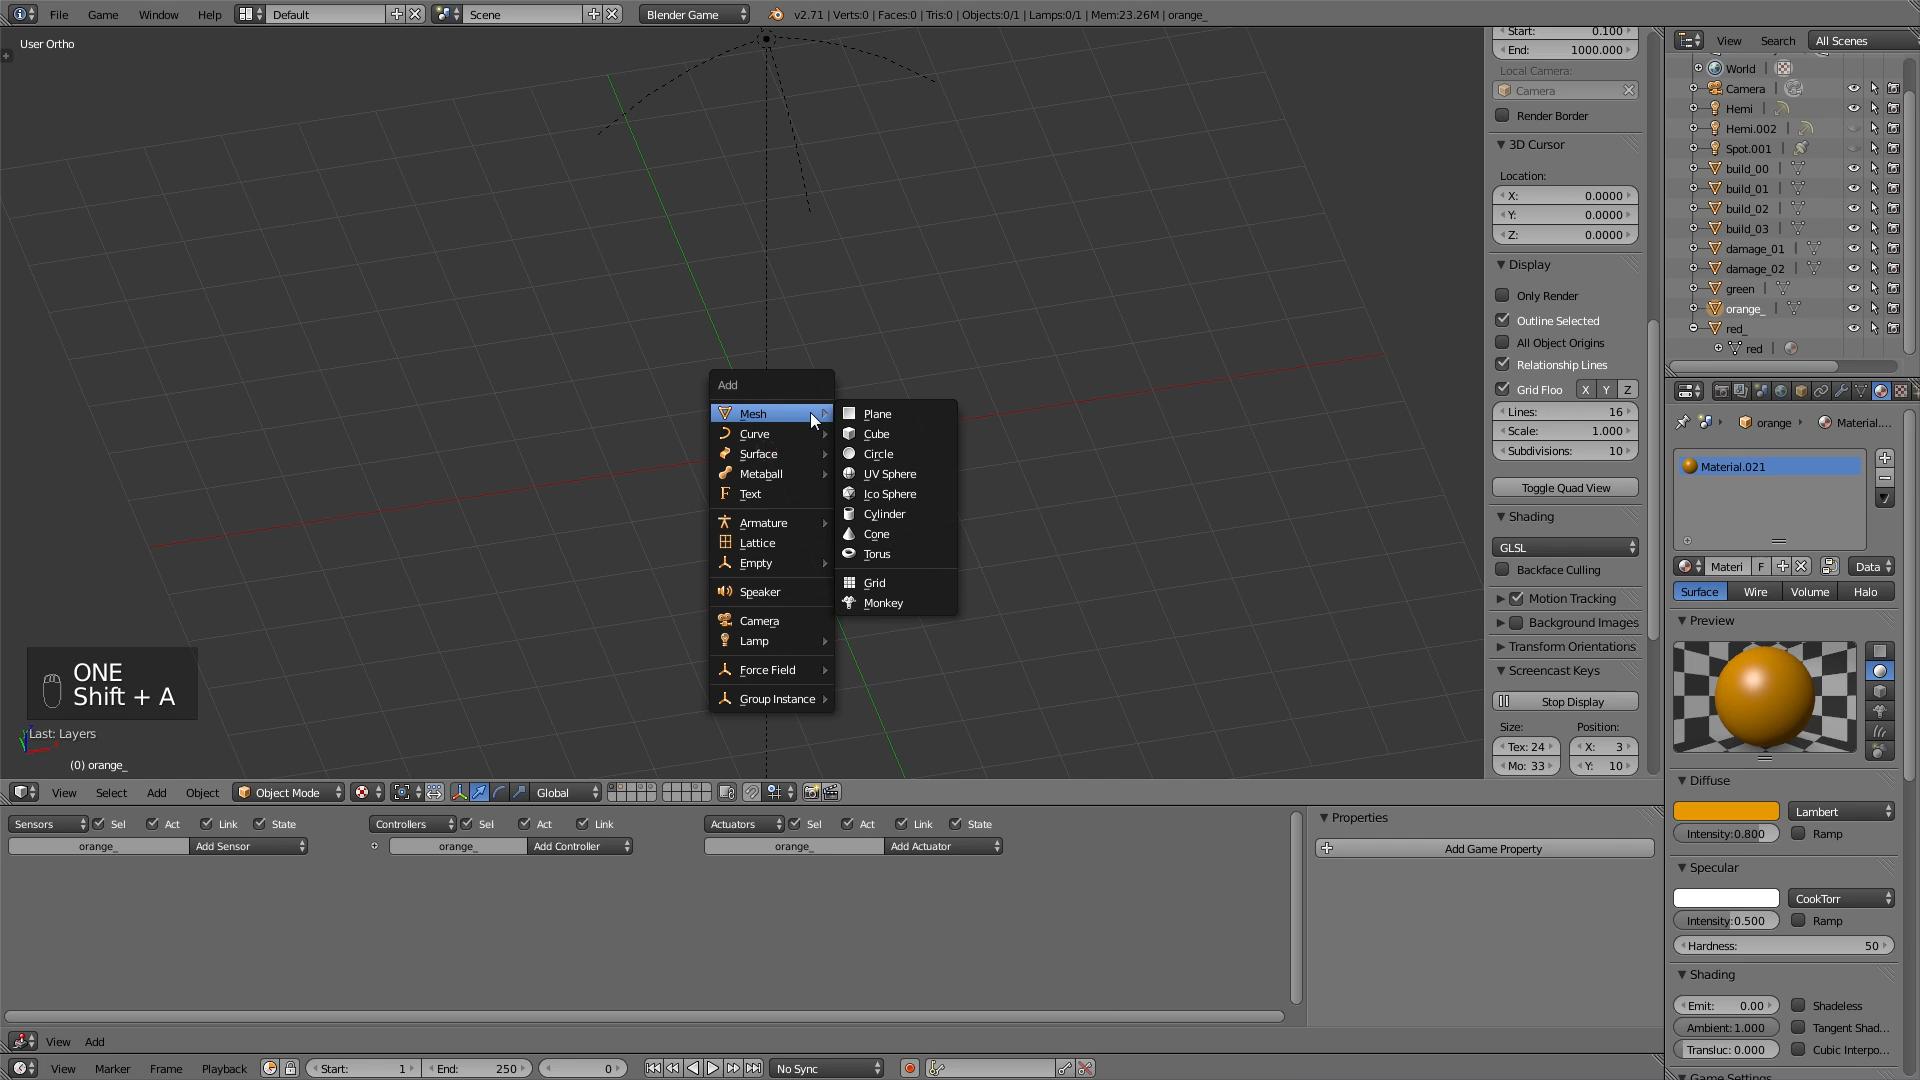 File Game Window Help Default Scene Blender Game v2.71 | Verts:0 | Faces:0 | Tris:0 | Objects:0/1 | Lamps:0/1 | Mem:23.26M | orange_
User Ortho
Add
Mesh
Curve
Surface
Metaball
Text
Armature
Lattice
Empty
Speaker
Camera
Lamp
Force Field
Group Instance
Plane
Cube
Circle
UV Sphere
Ico Sphere
Cylinder
Cone
Torus
Grid
Monkey
ONE
Shift + A
Last: Layers
(0) orange_
Start: 0.100
End: 1000.000
Local Camera:
Camera
Render Border
3D Cursor
Location:
X: 0.0000
Y: 0.0000
Z: 0.0000
Display
Only Render
Outline Selected
All Object Origins
Relationship Lines
Grid Floo X Y Z
Lines: 16
Scale: 1.000
Subdivisions: 10
Toggle Quad View
Shading
GLSL
Backface Culling
Motion Tracking
Background Images
Transform Orientations
Screencast Keys
Stop Display
Size: Position:
Tex: 24 X: 3
Mo: 33 Y: 10
View Search All Scenes
World
Camera
Hemi
Hemi.002
Spot.001
build_00
build_01
build_02
build_03
damage_01
damage_02
green
orange_
red_
red
orange Material....
Material.021
Materi F Data
Surface Wire Volume Halo
Preview
Diffuse
Lambert
Intensity:0.800 Ramp
Specular
CookTorr
Intensity:0.500 Ramp
Hardness: 50
Shading
Emit: 0.00 Shadeless
Ambient: 1.000 Tangent Shad...
Transluc: 0.000 Cubic Interpo...
Game Settings
View Select Add Object Object Mode Global
Sensors Sel Act Link State Controllers Sel Act Link Actuators Sel Act Link State
orange_ Add Sensor orange_ Add Controller orange_ Add Actuator
Properties
Add Game Property
View Add
View Marker Frame Playback Start: 1 End: 250 0 No Sync